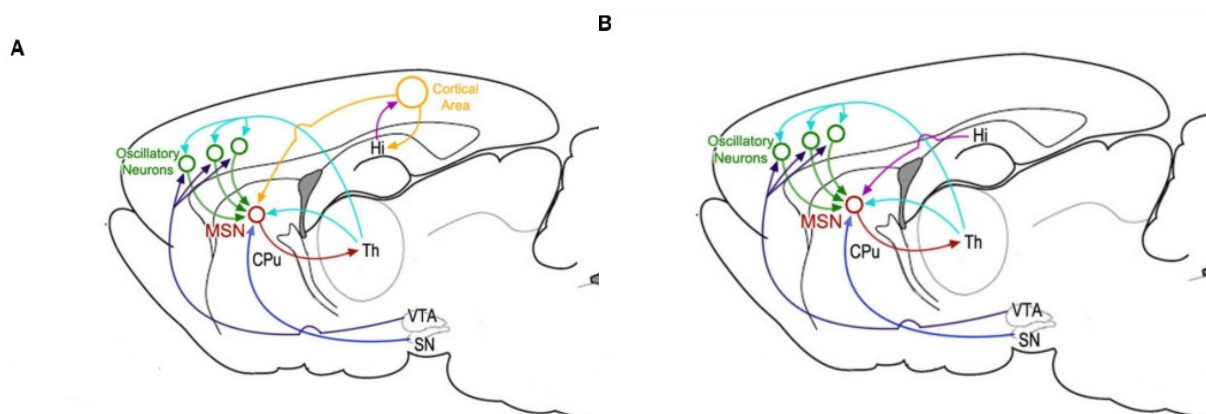 A
Cortical
Area
Oscillatory
Neurons
Hi
MSN
CPu
Th
VTA
SN
B
Oscillatory
Neurons
Hi
MSN
CPu
Th
VTA
SN